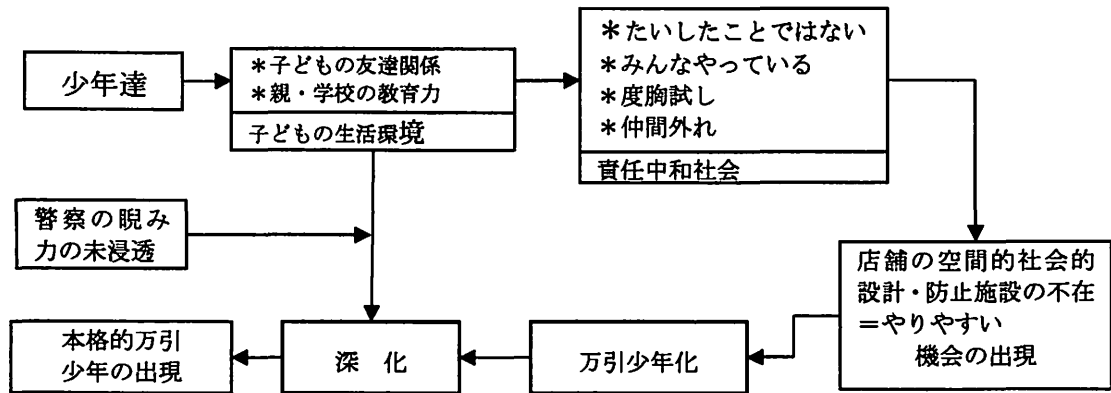 少年達
＊子どもの友達関係
＊親・学校の教育力
子どもの生活環境
＊たいしたことではない
＊みんなやっている
＊度胸試し
＊仲間外れ
責任中和社会
警察の睨み
力の未浸透
店舗の空間的社会的
設計・防止施設の不在
＝やりやすい
機会の出現
本格的万引
少年の出現
深　化
万引少年化